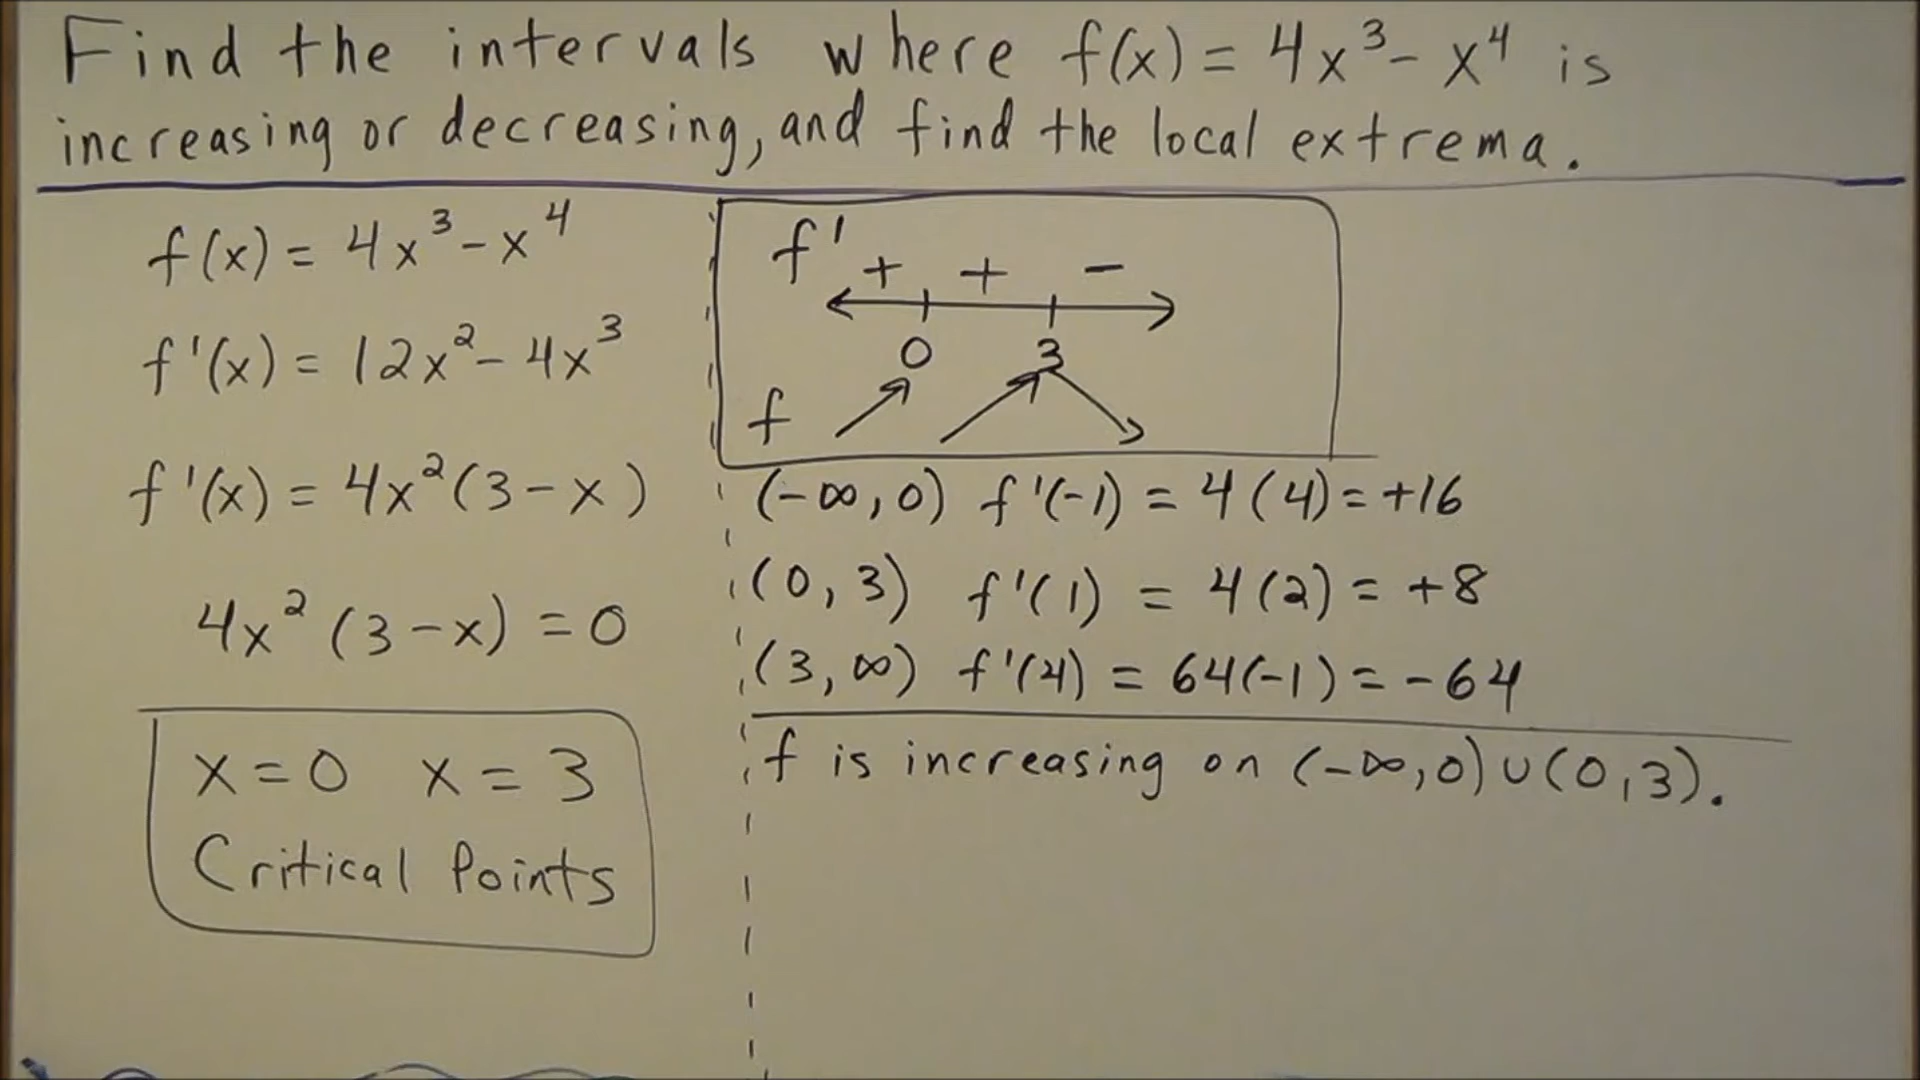 Find the intervals where f(x) = 4x³ - x⁴ is
increasing or decreasing, and find the local extrema.
f(x) = 4x³ - x⁴
f'(x) = 12x² - 4x³
f'(x) = 4x²(3 - x)
4x²(3 - x) = 0
x = 0 x = 3
Critical Points
f' + + -
0 3
f
(-∞, 0) f'(-1) = 4(4) = +16
(0, 3) f'(1) = 4(2) = +8
(3, ∞) f'(4) = 64(-1) = -64
f is increasing on (-∞, 0) ∪ (0, 3).